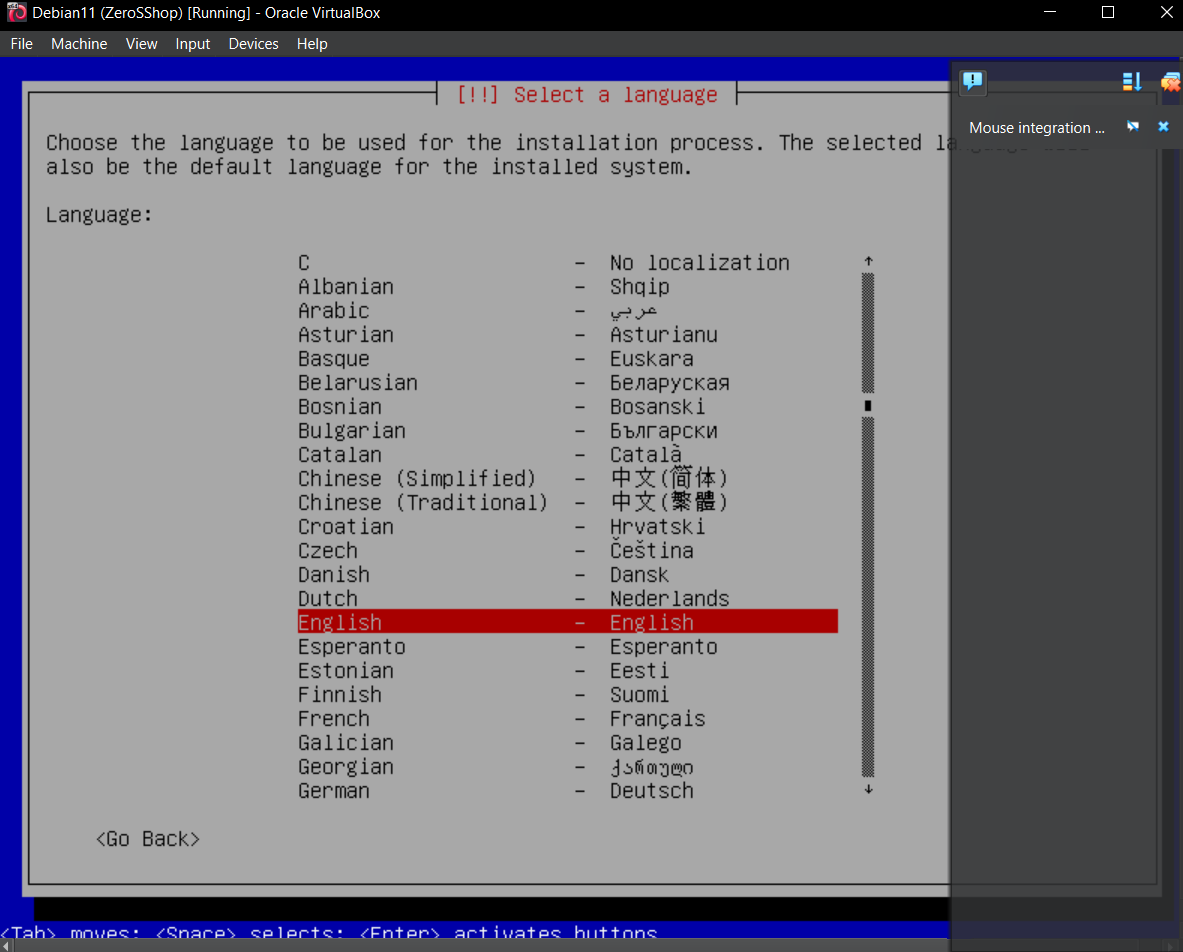 Debian11 (ZeroSShop) [Running] - Oracle VirtualBox
File Machine View Input Devices Help
[!!] Select a language
Choose the language to be used for the installation process. The selected la
also be the default language for the installed system.
Mouse integration ...
Language:
C - No localization
Albanian - Shqip
Arabic - عربي
Asturian - Asturianu
Basque - Euskara
Belarusian - Беларуская
Bosnian - Bosanski
Bulgarian - Български
Catalan - Català
Chinese (Simplified) - 中文(简体)
Chinese (Traditional) - 中文(繁體)
Croatian - Hrvatski
Czech - Čeština
Danish - Dansk
Dutch - Nederlands
English - English
Esperanto - Esperanto
Estonian - Eesti
Finnish - Suomi
French - Français
Galician - Galego
Georgian - ქართული
German - Deutsch
<Go Back>
<Tab> moves; <Space> selects; <Enter> activates buttons